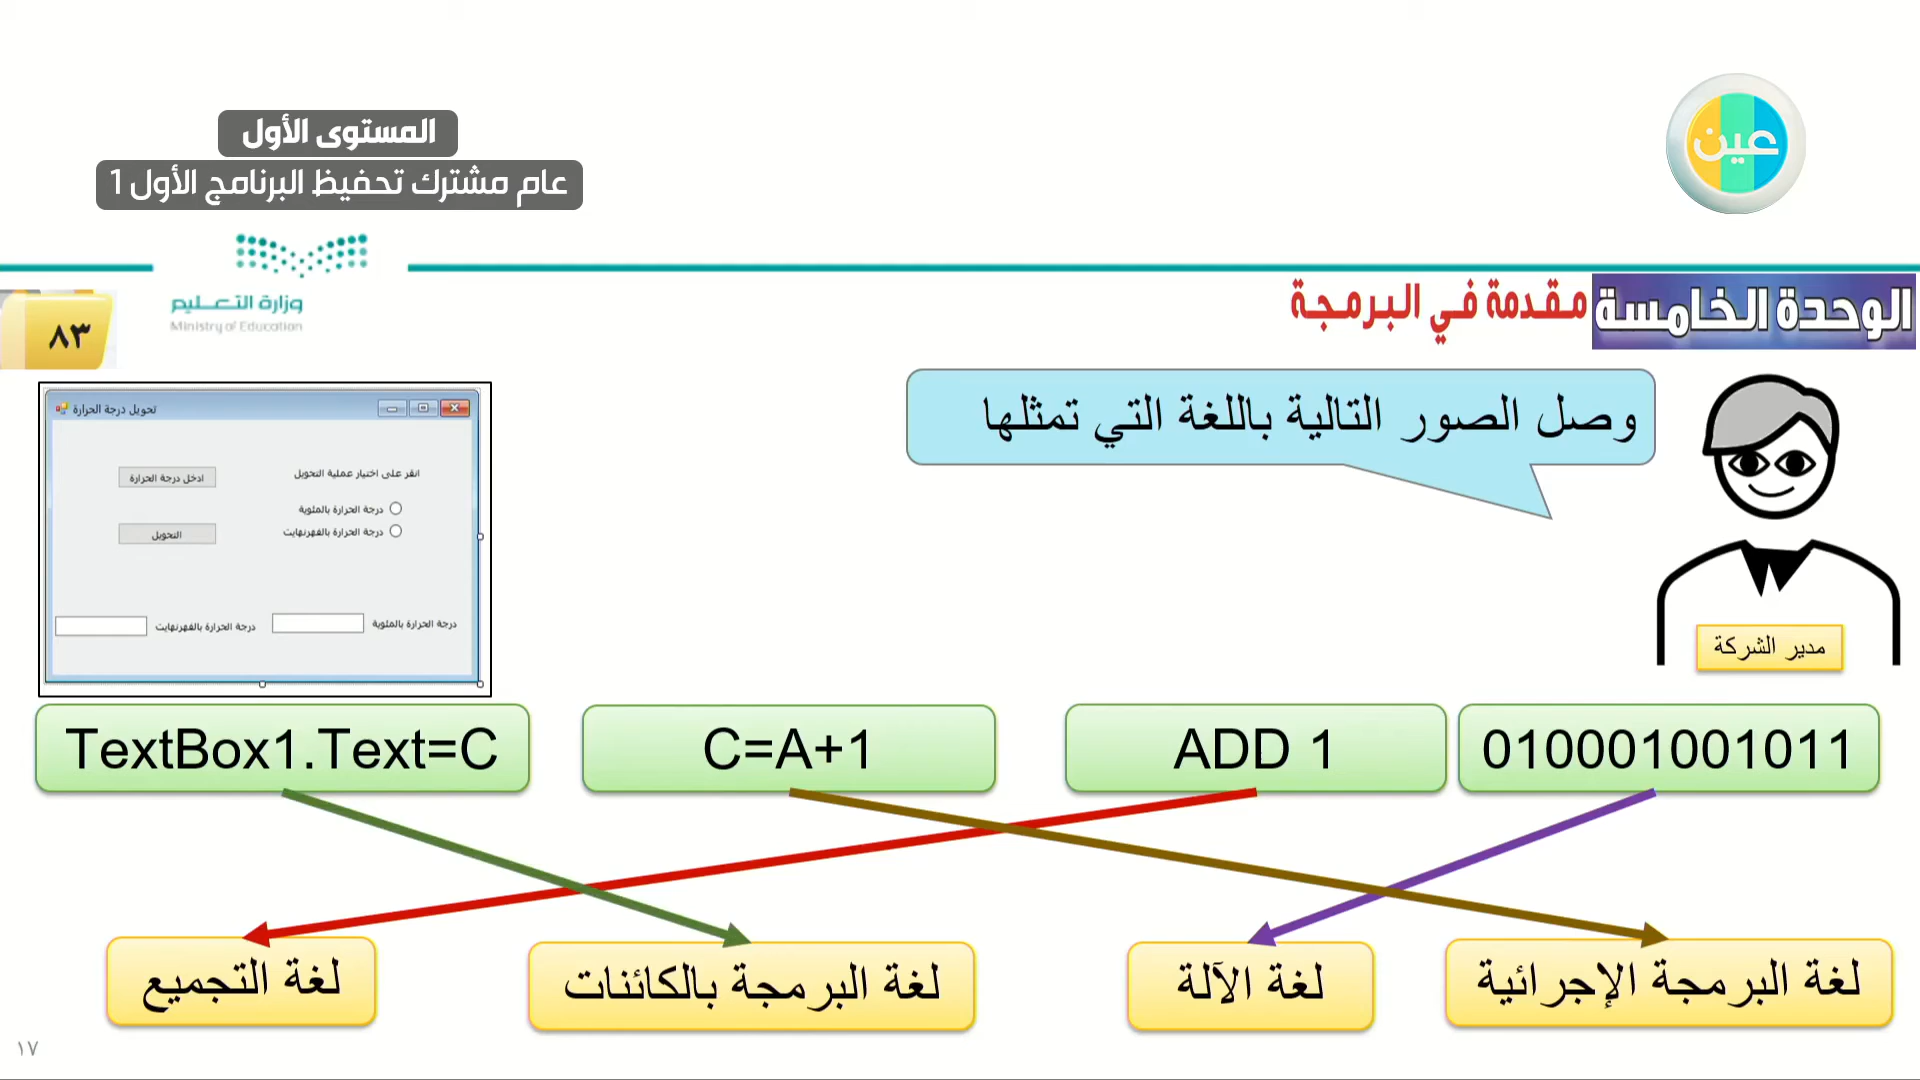 المستوى الأول
عام مشترك تحفيظ البرنامج الأول 1
عين
وزارة التعليم
Ministry of Education
الوحدة الخامسة
مقدمة في البرمجة
٨٣
وصل الصور التالية باللغة التي تمثلها
مدير الشركة
تحويل درجة الحرارة
انقر على اختيار عملية التحويل
ادخل درجة الحرارة
درجة الحرارة بالمئوية
درجة الحرارة بالفهرنهايت
التحويل
درجة الحرارة بالمئوية
درجة الحرارة بالفهرنهايت
010001001011
ADD 1
C=A+1
TextBox1.Text=C
لغة البرمجة الإجرائية
لغة الآلة
لغة البرمجة بالكائنات
لغة التجميع
١٧